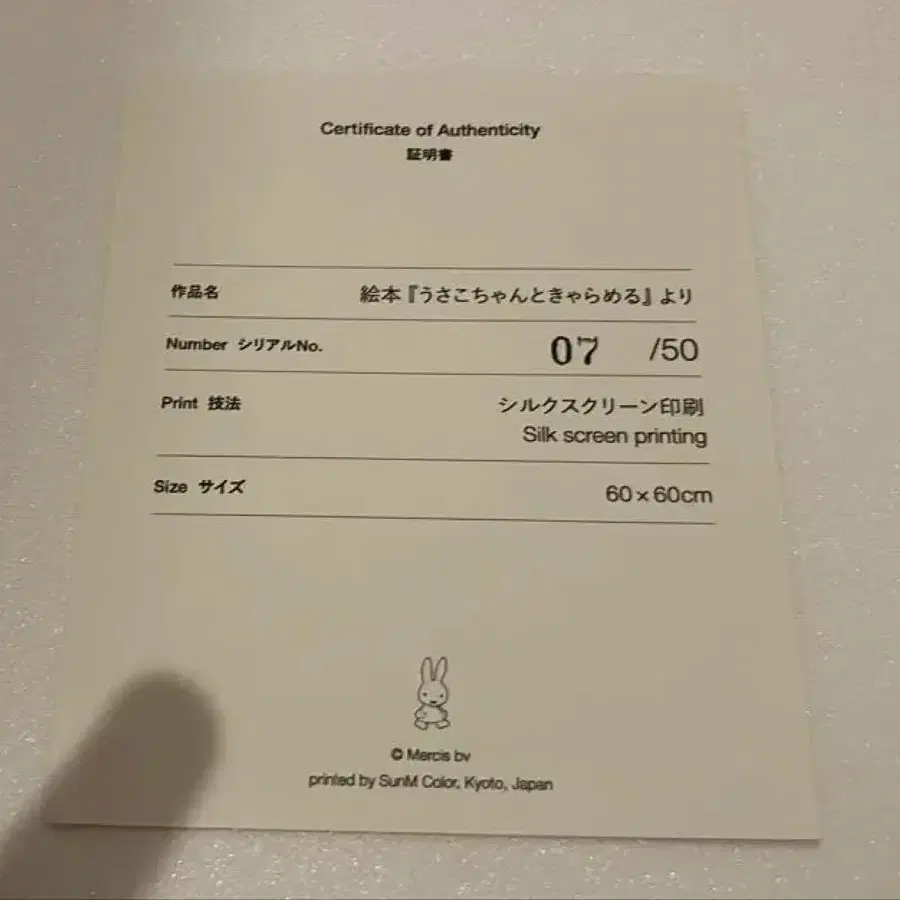 Certificate of Authenticity
証明書
作品名 絵本『うさこちゃんときゃらめる』より
Number シリアルNo. 07 /50
Print 技法 シルクスクリーン印刷
Silk screen printing
Size サイズ 60×60cm
© Mercis bv
printed by SunM Color, Kyoto, Japan